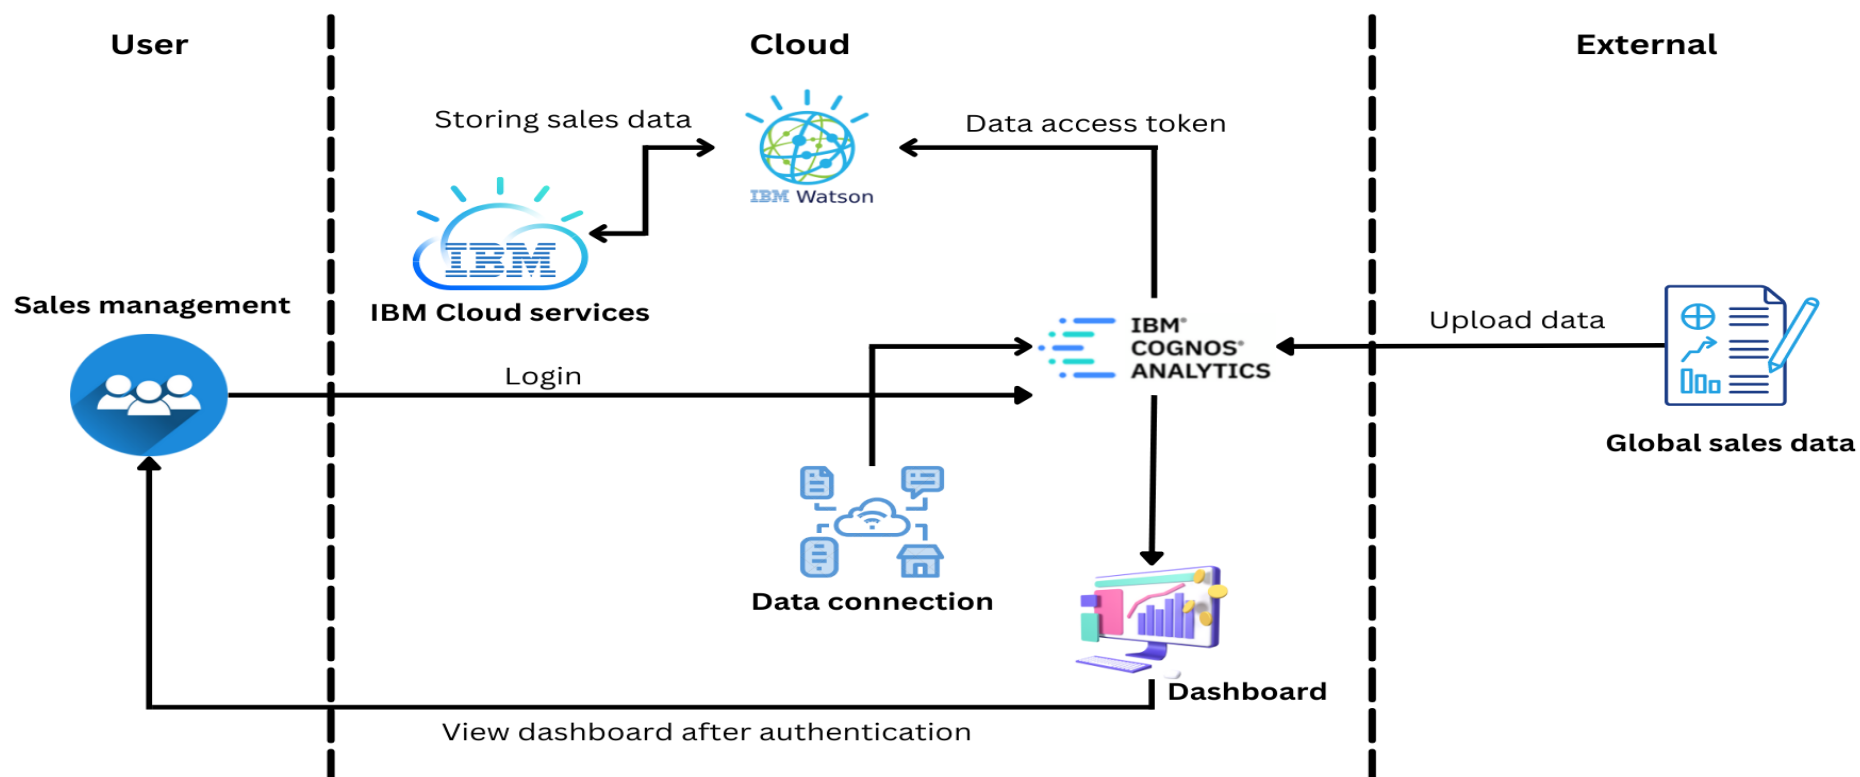 User
Cloud
External
Storing sales data
Data access token
IBM Watson
IBM
IBM Cloud services
Sales management
IBM®
COGNOS®
ANALYTICS
Upload data
Login
Global sales data
Data connection
Dashboard
View dashboard after authentication